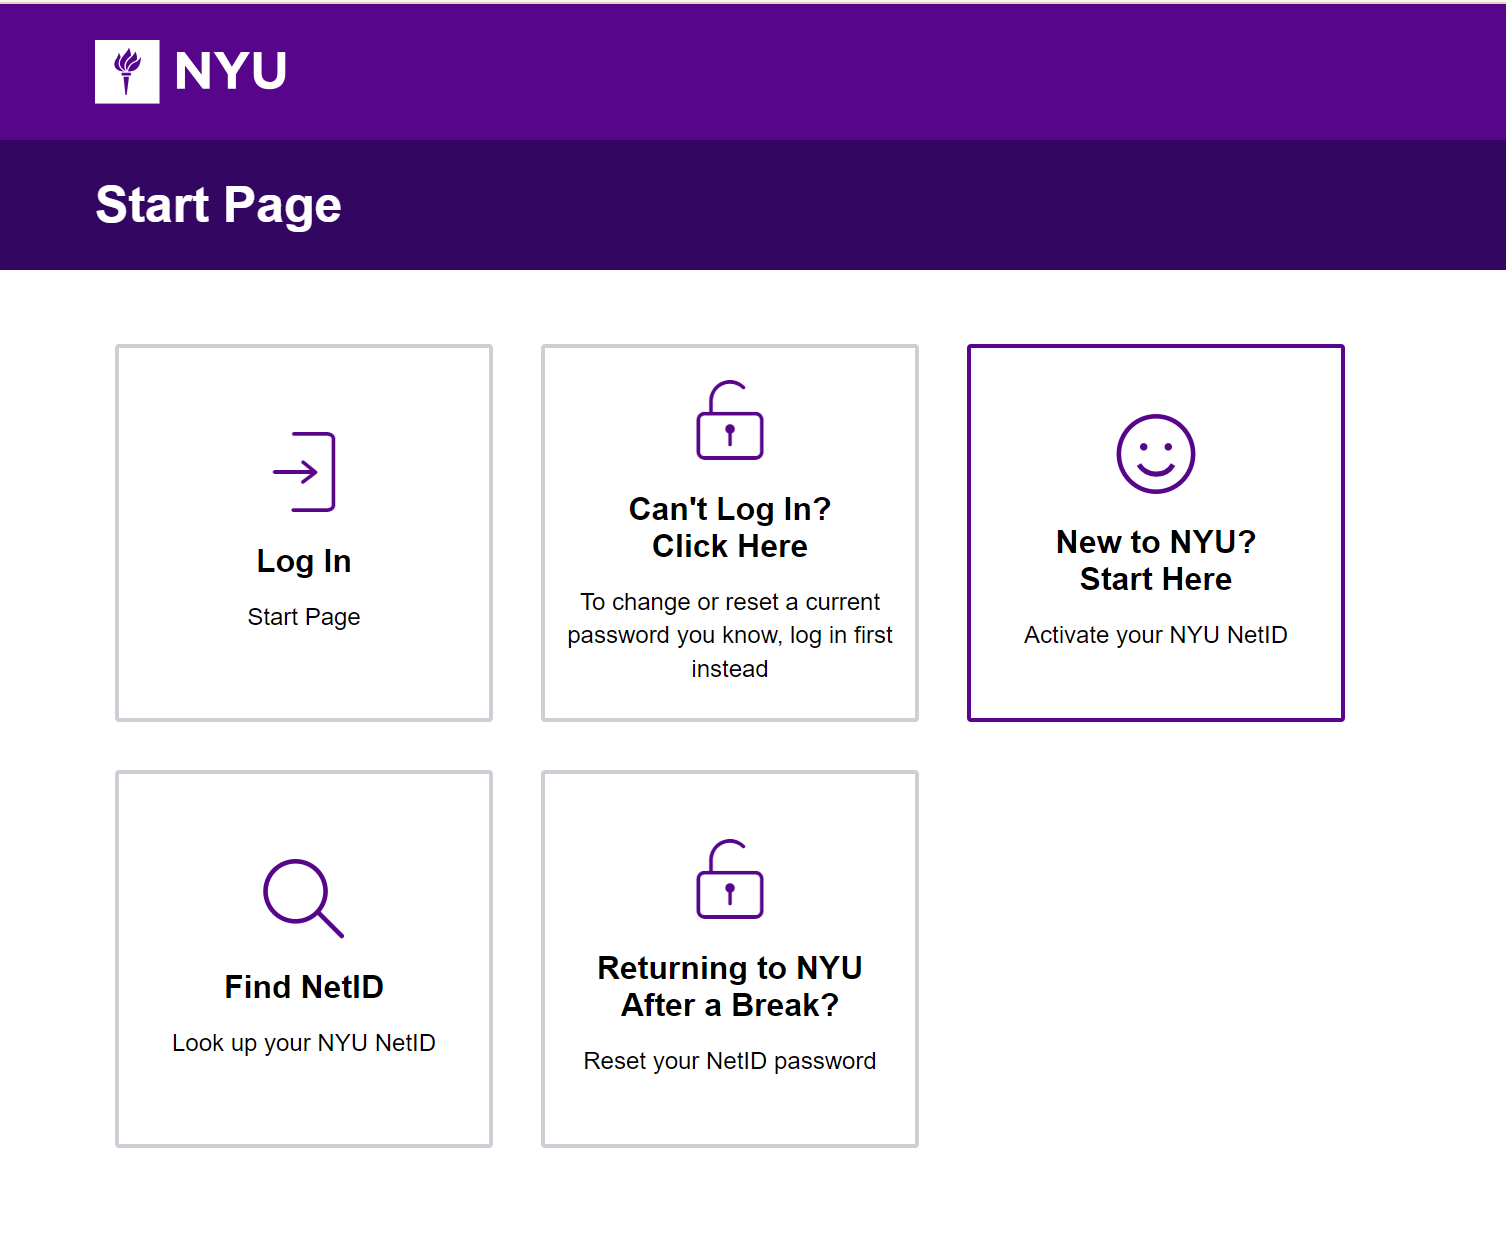 NYU
Start Page
Log In
Start Page
Can't Log In?
Click Here
To change or reset a current
password you know, log in first
instead
New to NYU?
Start Here
Activate your NYU NetID
Find NetID
Look up your NYU NetID
Returning to NYU
After a Break?
Reset your NetID password